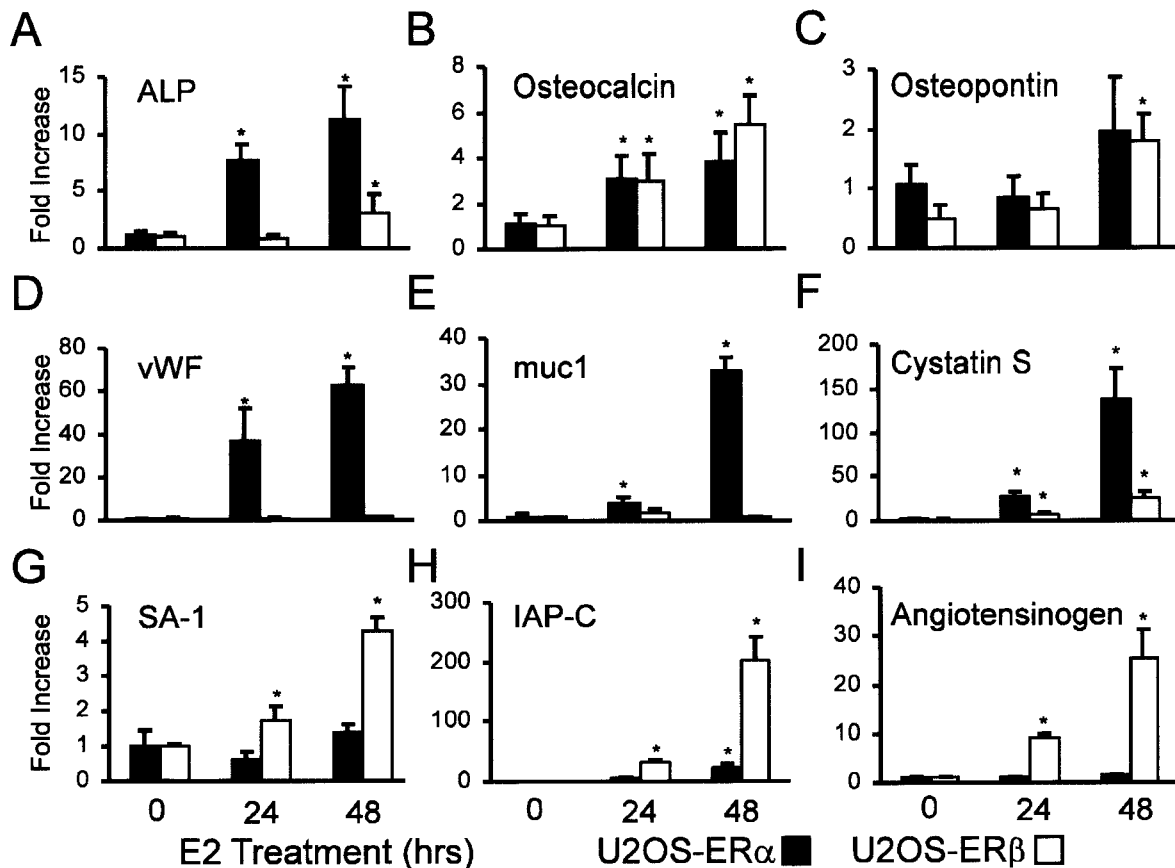 A
B
C
ALP
Osteocalcin
Osteopontin
Fold Increase
15
10
5
0
8
6
4
2
0
3
2
1
0
* * *
* * * *
*
D
E
F
vWF
muc1
Cystatin S
Fold Increase
80
60
40
20
0
40
30
20
10
0
200
150
100
50
0
* *
* *
* * * *
G
H
I
SA-1
IAP-C
Angiotensinogen
Fold Increase
5
4
3
2
1
0
300
200
100
0
40
30
20
10
0
* *
* * *
* *
0 24 48
0 24 48
0 24 48
E2 Treatment (hrs)
U2OS-ERα
U2OS-ERβ